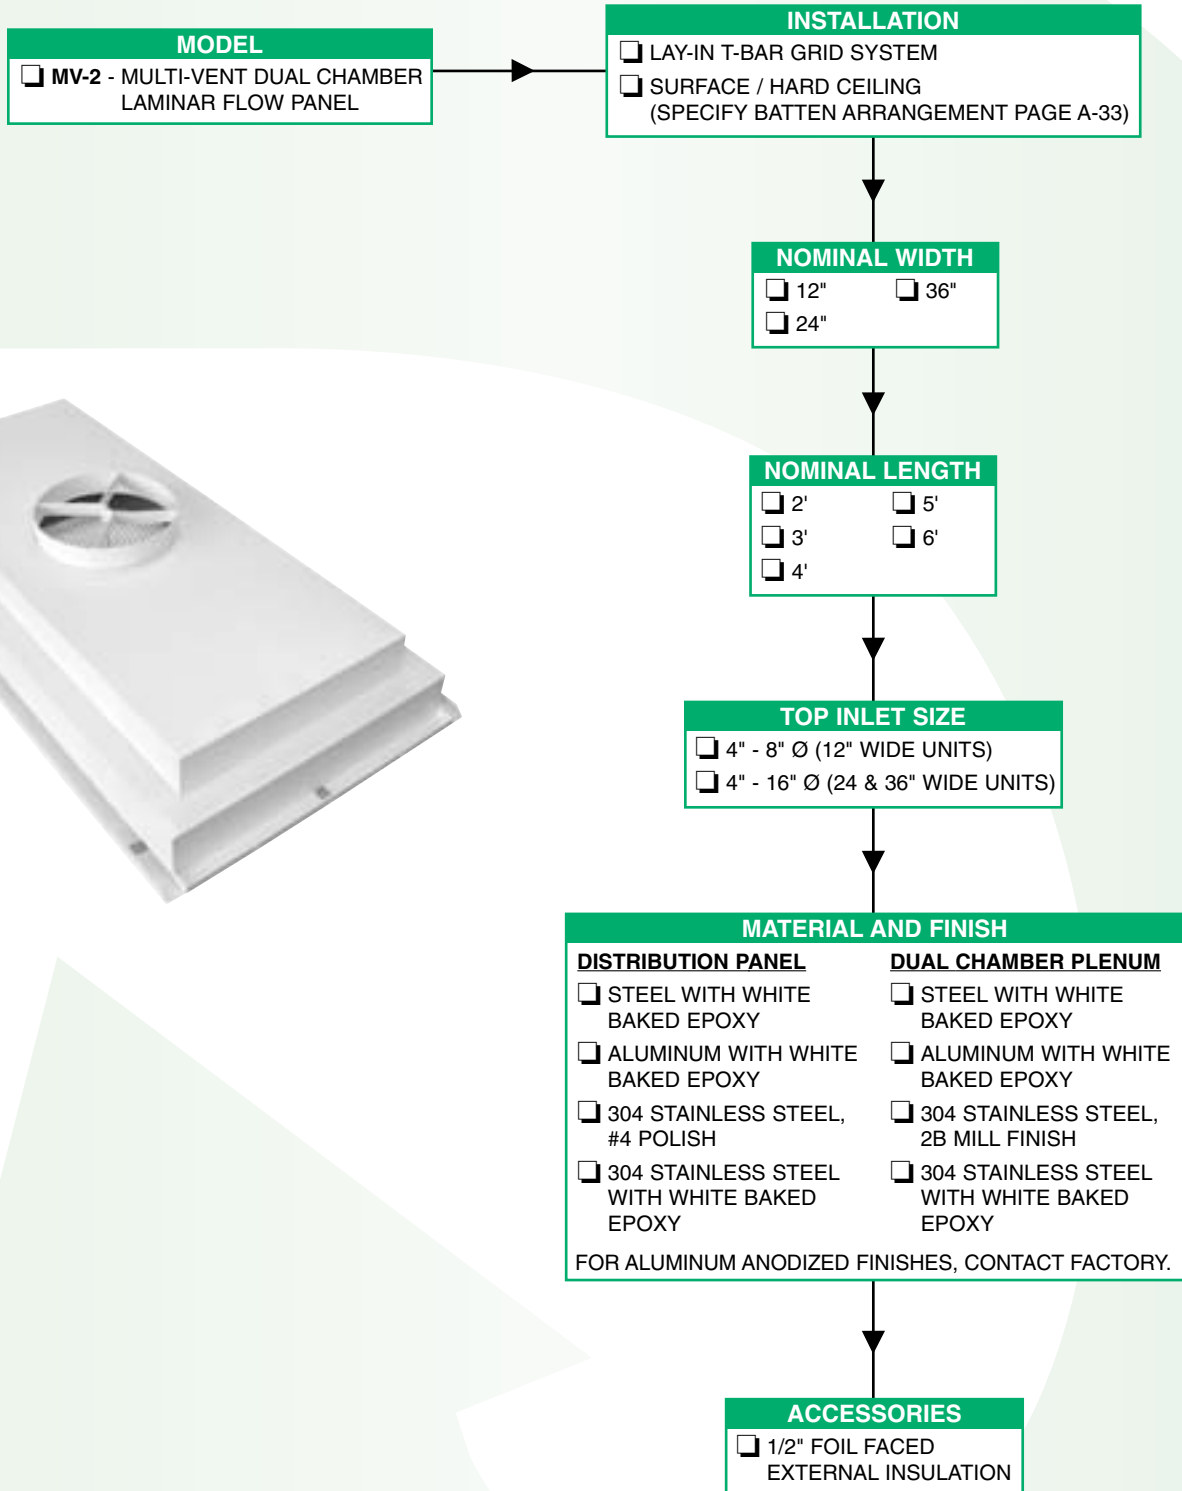 MODEL
❏ MV-2 - MULTI-VENT DUAL CHAMBER
LAMINAR FLOW PANEL
INSTALLATION
❏ LAY-IN T-BAR GRID SYSTEM
❏ SURFACE / HARD CEILING
(SPECIFY BATTEN ARRANGEMENT PAGE A-33)
NOMINAL WIDTH
❏ 12" ❏ 36"
❏ 24"
NOMINAL LENGTH
❏ 2' ❏ 5'
❏ 3' ❏ 6'
❏ 4'
TOP INLET SIZE
❏ 4" - 8" Ø (12" WIDE UNITS)
❏ 4" - 16" Ø (24 & 36" WIDE UNITS)
MATERIAL AND FINISH
DISTRIBUTION PANEL
❏ STEEL WITH WHITE
BAKED EPOXY
❏ ALUMINUM WITH WHITE
BAKED EPOXY
❏ 304 STAINLESS STEEL,
#4 POLISH
❏ 304 STAINLESS STEEL
WITH WHITE BAKED
EPOXY
DUAL CHAMBER PLENUM
❏ STEEL WITH WHITE
BAKED EPOXY
❏ ALUMINUM WITH WHITE
BAKED EPOXY
❏ 304 STAINLESS STEEL,
2B MILL FINISH
❏ 304 STAINLESS STEEL
WITH WHITE BAKED
EPOXY
FOR ALUMINUM ANODIZED FINISHES, CONTACT FACTORY.
ACCESSORIES
❏ 1/2" FOIL FACED
EXTERNAL INSULATION